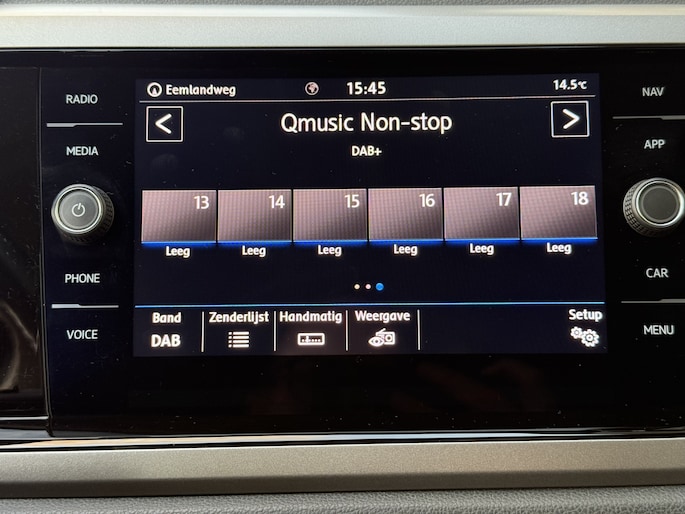 RADIO
MEDIA
PHONE
VOICE
Eemlandweg 15:45 14.5°C
< Qmusic Non-stop >
DAB+
13 14 15 16 17 18
Leeg Leeg Leeg Leeg Leeg Leeg
Band Zenderlijst Handmatig Weergave Setup
DAB
NAV
APP
CAR
MENU